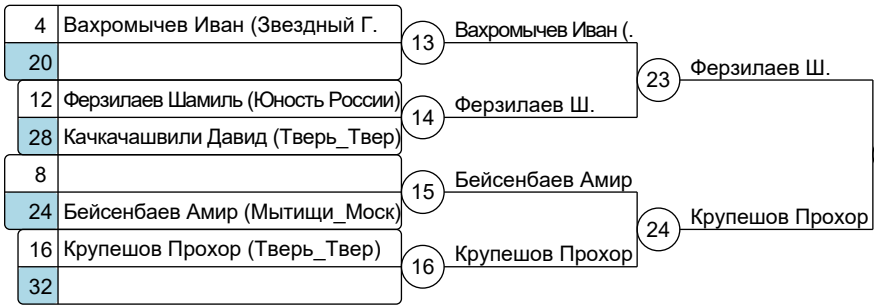 4 Вахромычев Иван (Звездный Г.
20
13 Вахромычев Иван (.
12 Ферзилаев Шамиль (Юность России)
28 Качкачашвили Давид (Тверь_Твер)
14 Ферзилаев Ш.
23 Ферзилаев Ш.
8
24 Бейсенбаев Амир (Мытищи_Моск)
15 Бейсенбаев Амир
16 Крупешов Прохор (Тверь_Твер)
32
16 Крупешов Прохор
24 Крупешов Прохор